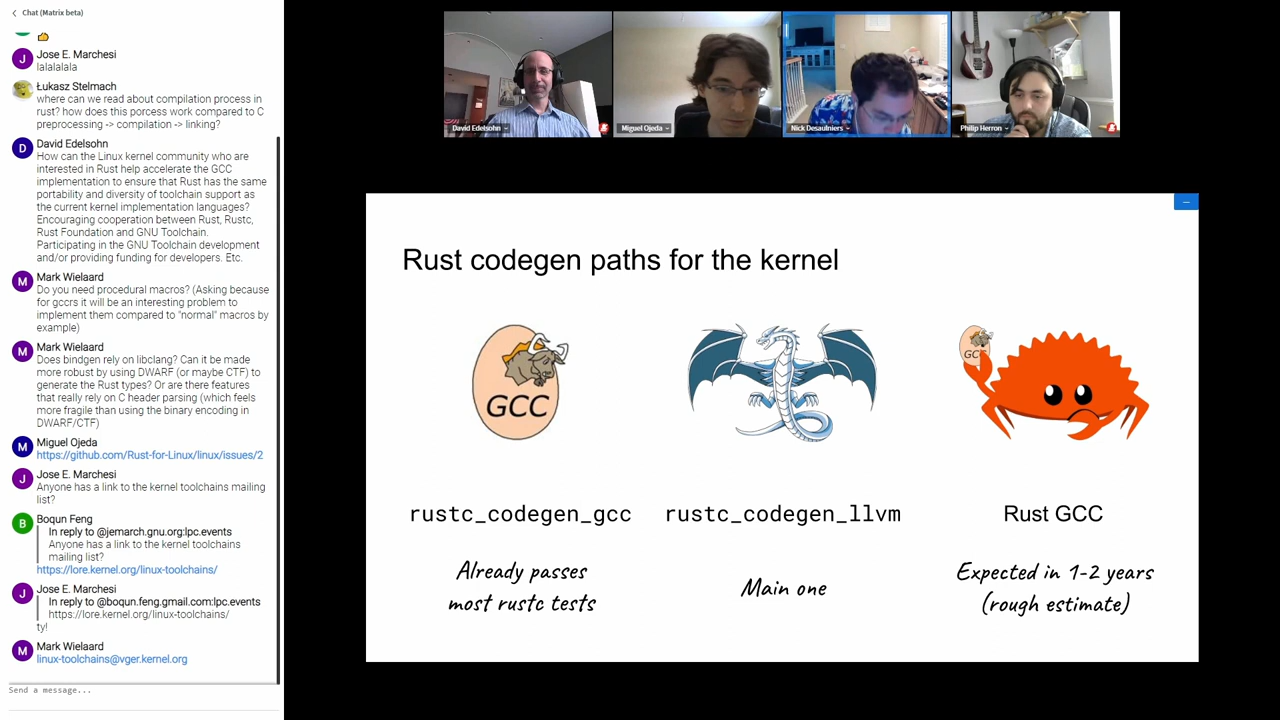 Chat (Matrix beta)
Jose E. Marchesi
lalalalala
Łukasz Stelmach
where can we read about compilation process in
rust? how does this porcess work compared to C
preprocessing -> compilation -> linking?
David Edelsohn
How can the Linux kernel community who are
interested in Rust help accelerate the GCC
implementation to ensure that Rust has the same
portability and diversity of toolchain support as
the current kernel implementation languages?
Encouraging cooperation between Rust, Rustc,
Rust Foundation and GNU Toolchain.
Participating in the GNU Toolchain development
and/or providing funding for developers. Etc.
Mark Wielaard
Do you need procedural macros? (Asking because
for gccrs it will be an interesting problem to
implement them compared to "normal" macros by
example)
Mark Wielaard
Does bindgen rely on libclang? Can it be made
more robust by using DWARF (or maybe CTF) to
generate the Rust types? Or are there features
that really rely on C header parsing (which feels
more fragile than using the binary encoding in
DWARF/CTF)
Miguel Ojeda
https://github.com/Rust-for-Linux/linux/issues/2
Jose E. Marchesi
Anyone has a link to the kernel toolchains mailing
list?
Boqun Feng
In reply to @jemarch.gnu.org:lpc.events
Anyone has a link to the kernel toolchains
mailing list?
https://lore.kernel.org/linux-toolchains/
Jose E. Marchesi
In reply to @boqun.feng.gmail.com:lpc.events
https://lore.kernel.org/linux-toolchains/
ty!
Mark Wielaard
linux-toolchains@vger.kernel.org
Send a message...
J
D
M
M
M
J
B
J
M
David Edelsohn
Miguel Ojeda
Nick Desaulniers
Philip Herron
Rust codegen paths for the kernel
GCC
GCC
rustc_codegen_gcc
rustc_codegen_llvm
Rust GCC
Already passes
most rustc tests
Main one
Expected in 1-2 years
(rough estimate)